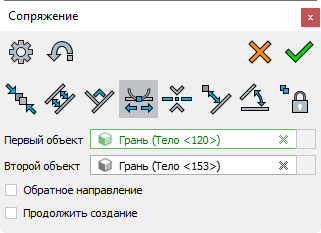 Сопряжение
Первый объект Грань (Тело <120>)
Второй объект Грань (Тело <153>)
Обратное направление
Продолжить создание